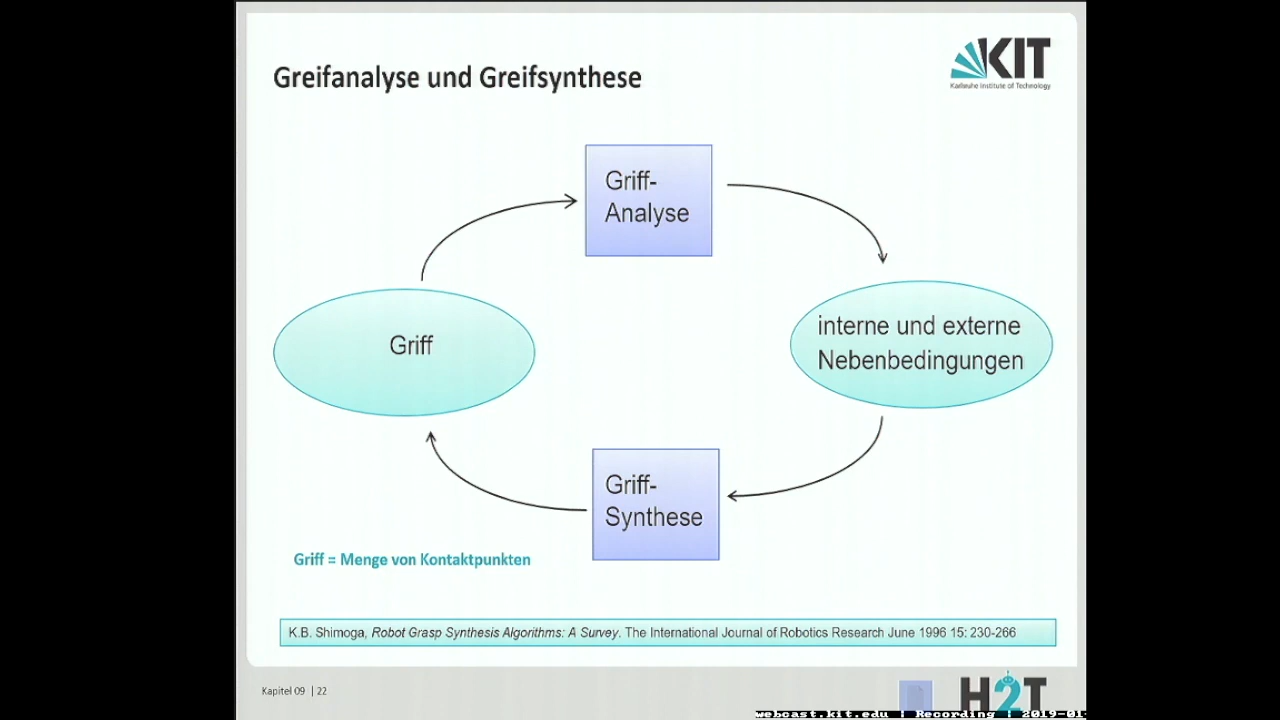 Greifanalyse und Greifsynthese
KIT
Karlsruhe Institute of Technology
Griff-
Analyse
Griff
interne und externe
Nebenbedingungen
Griff-
Synthese
Griff = Menge von Kontaktpunkten
K.B. Shimoga, Robot Grasp Synthesis Algorithms: A Survey. The International Journal of Robotics Research June 1996 15: 230-266
Kapitel 09 | 22
H2T
webcast.kit.edu | Recording | 2019-01